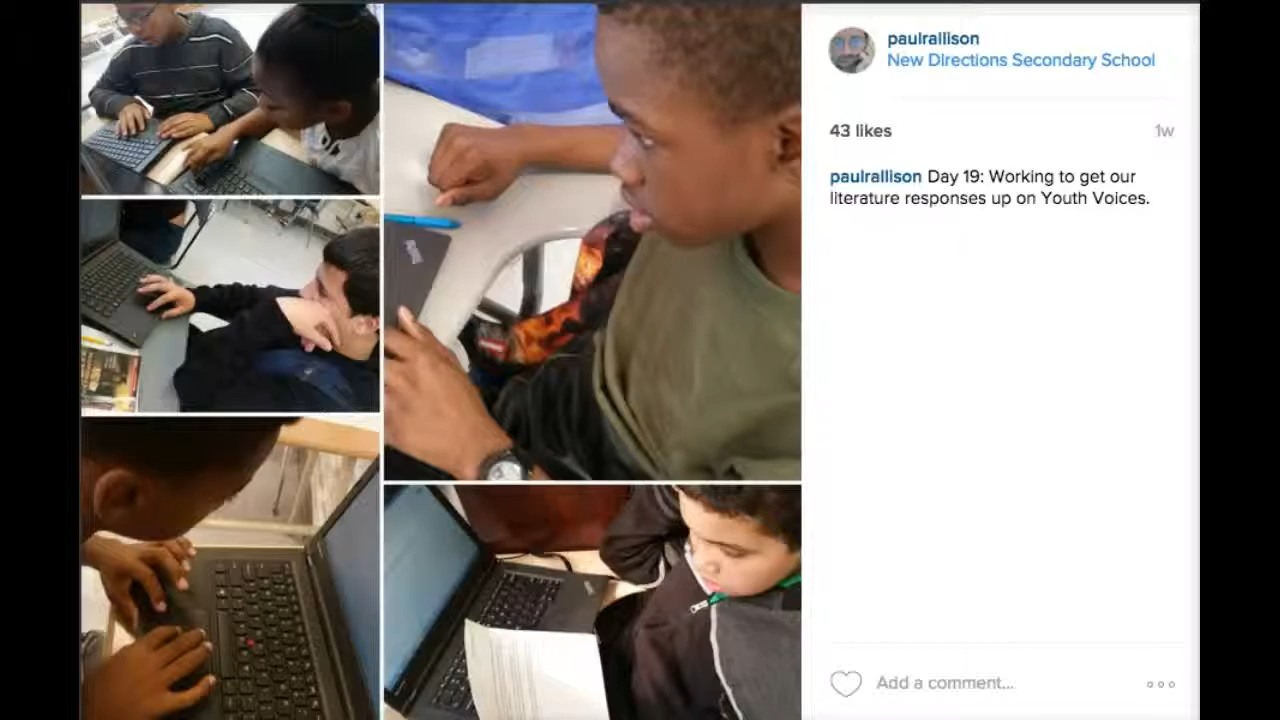 paulrallison
New Directions Secondary School
43 likes
1w
paulrallison Day 19: Working to get our
literature responses up on Youth Voices.
Add a comment...